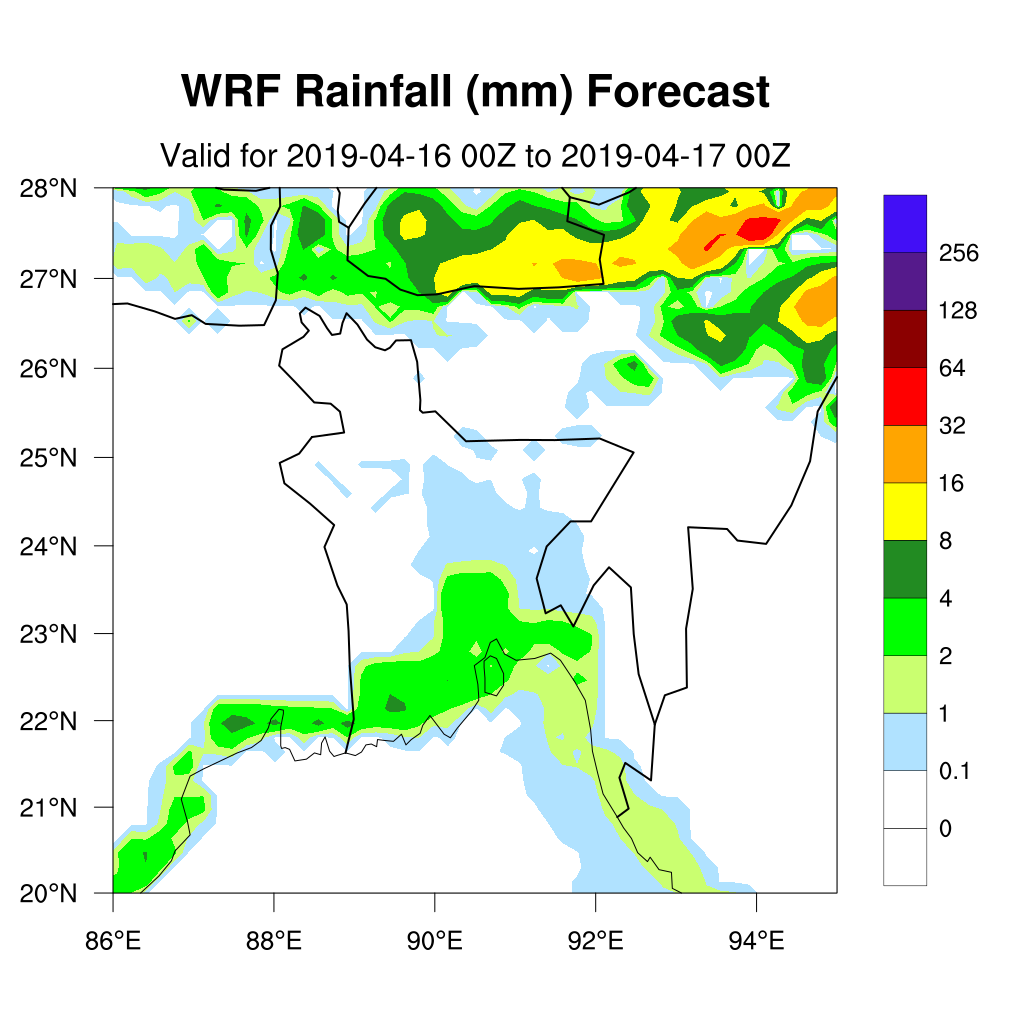 WRF Rainfall (mm) Forecast
Valid for 2019-04-16 00Z to 2019-04-17 00Z
28°N
27°N
26°N
25°N
24°N
23°N
22°N
21°N
20°N
86°E 88°E 90°E 92°E 94°E
256
128
64
32
16
8
4
2
1
0.1
0